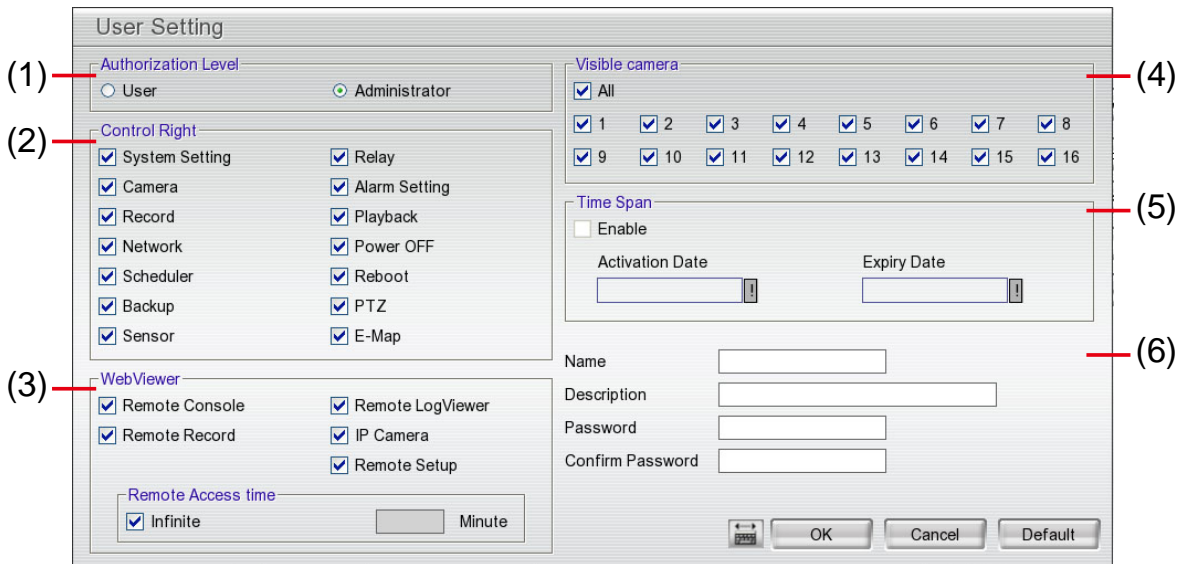 User Setting
(1)
Authorization Level
User Administrator
(2)
Control Right
System Setting Relay
Camera Alarm Setting
Record Playback
Network Power OFF
Scheduler Reboot
Backup PTZ
Sensor E-Map
(3)
WebViewer
Remote Console Remote LogViewer
Remote Record IP Camera
Remote Setup
Remote Access time
Infinite Minute
(4)
Visible camera
All
1 2 3 4 5 6 7 8
9 10 11 12 13 14 15 16
(5)
Time Span
Enable
Activation Date Expiry Date
! !
(6)
Name
Description
Password
Confirm Password
OK Cancel Default